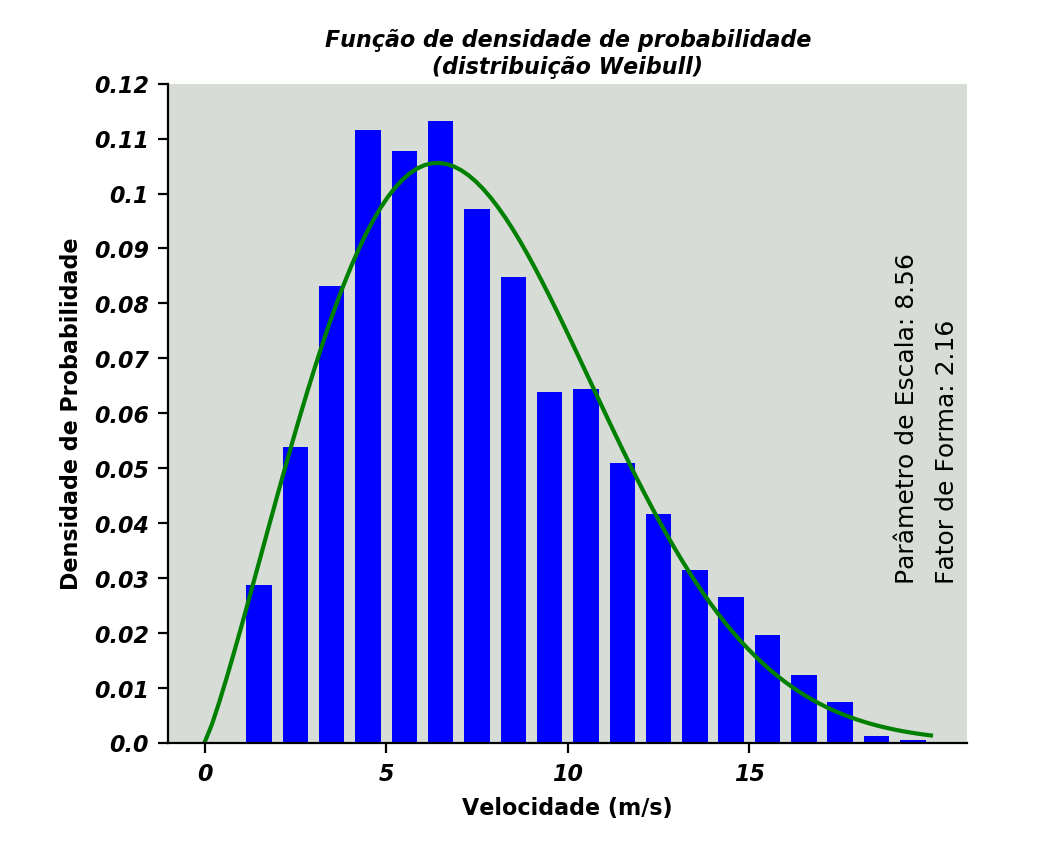 Função de densidade de probabilidade
(distribuição Weibull)
0.12
0.11
0.1
0.09
0.08
0.07
0.06
0.05
0.04
0.03
0.02
0.01
0.0
Densidade de Probabilidade
Parâmetro de Escala: 8.56
Fator de Forma: 2.16
0
5
10
15
Velocidade (m/s)